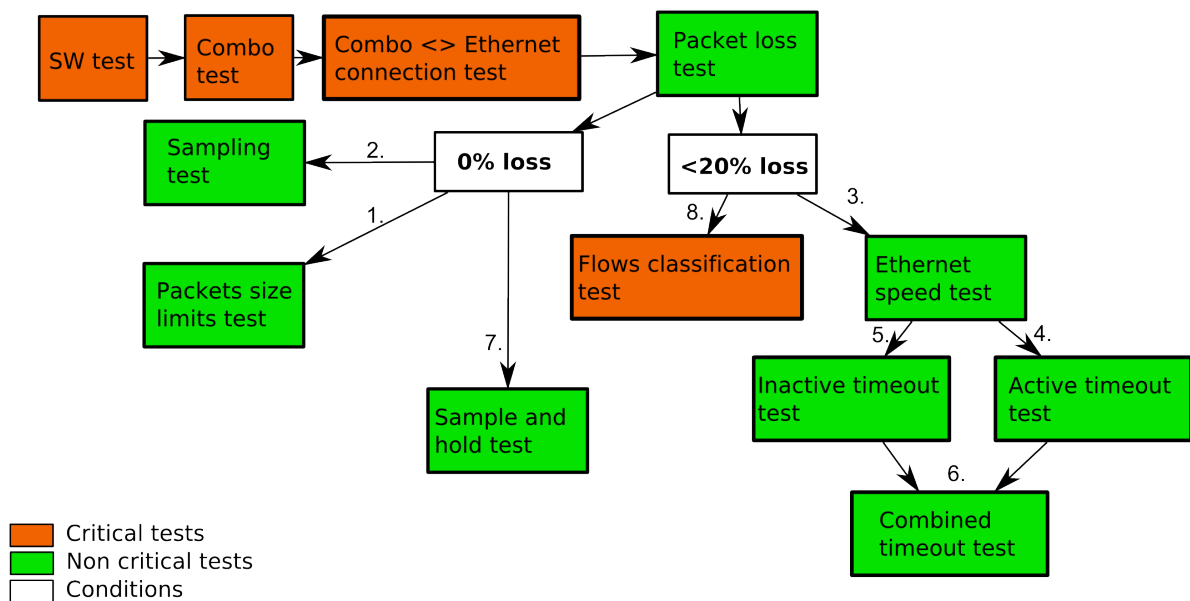 SW test
Combo
test
Combo <> Ethernet
connection test
Packet loss
test
Sampling
test
2.
0% loss
<20% loss
1.
8.
3.
Packets size
limits test
Flows classification
test
Ethernet
speed test
7.
5.
4.
Sample and
hold test
Inactive timeout
test
Active timeout
test
6.
Combined
timeout test
Critical tests
Non critical tests
Conditions